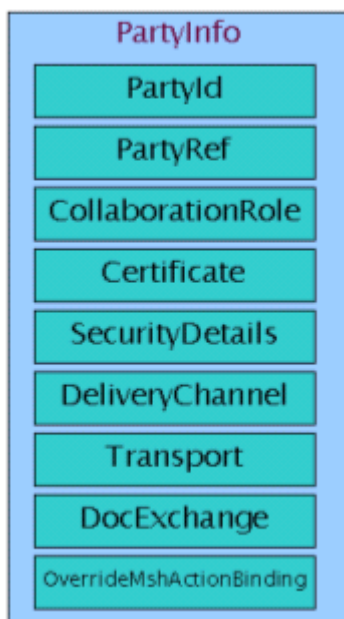 PartyInfo
PartyId
PartyRef
CollaborationRole
Certificate
SecurityDetails
DeliveryChannel
Transport
DocExchange
OverrideMshActionBinding